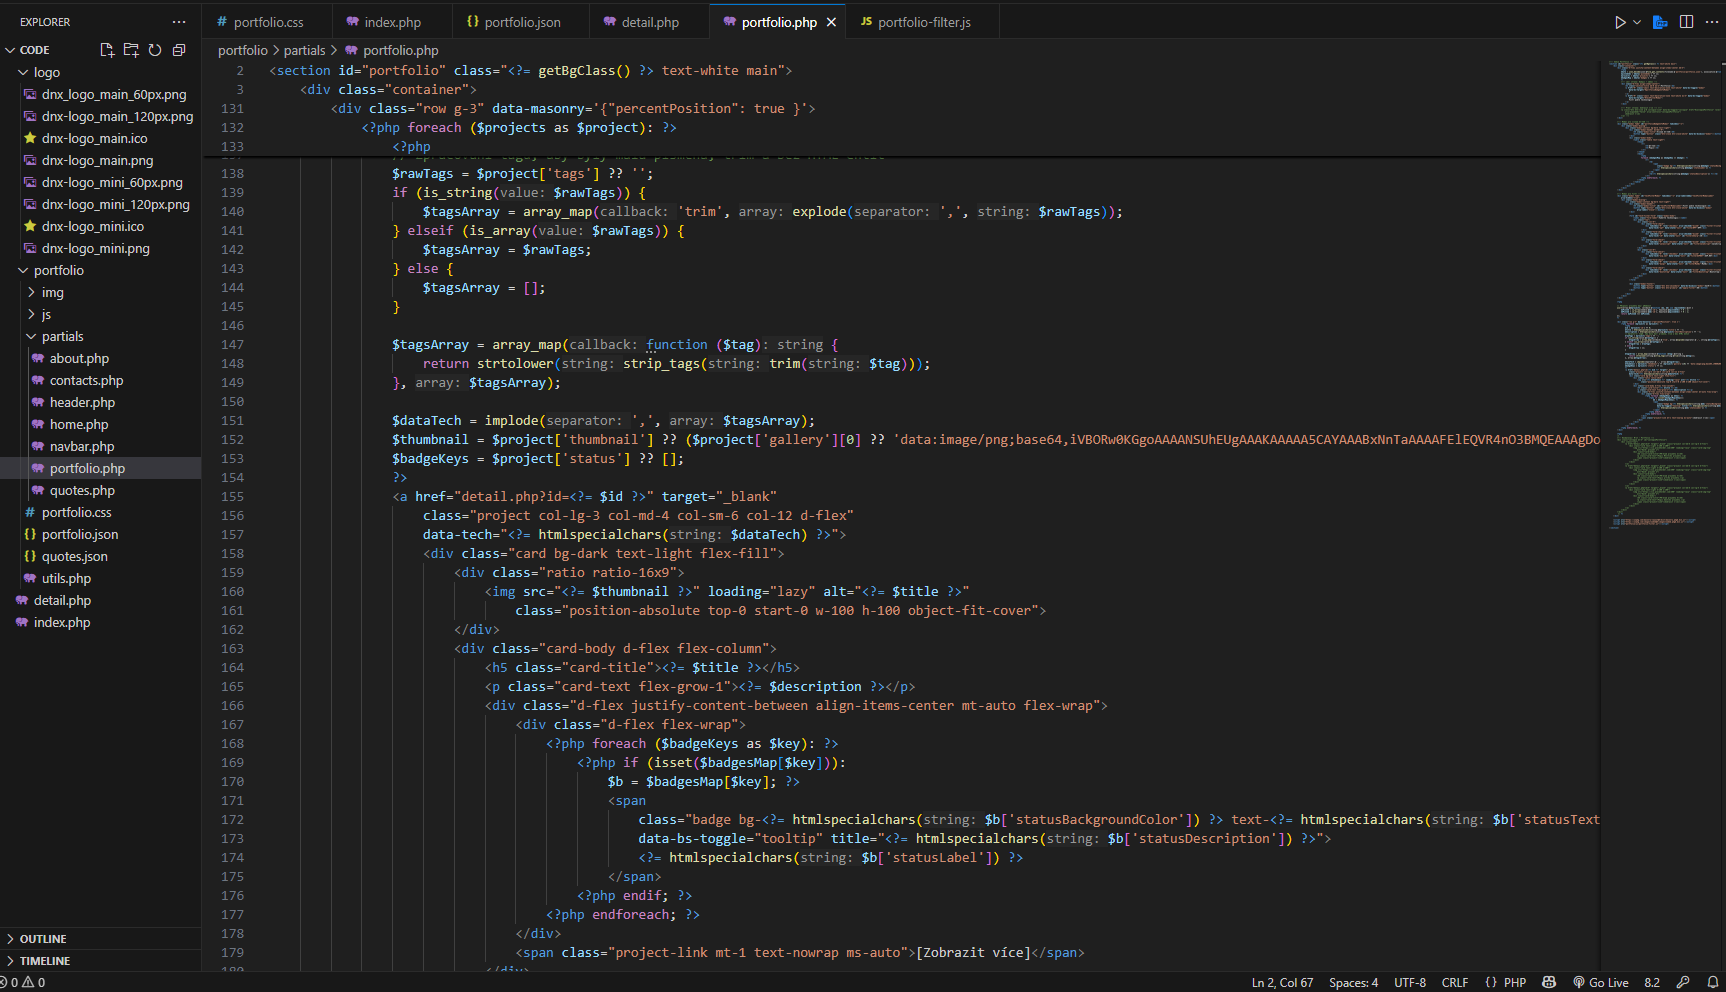 EXPLORER
portfolio.css
index.php
portfolio.json
detail.php
portfolio.php
JS portfolio-filter.js
CODE
logo
dnx_logo_main_60px.png
dnx-logo_main_120px.png
dnx-logo_main.ico
dnx-logo_main.png
dnx-logo_mini_60px.png
dnx-logo_mini_120px.png
dnx-logo_mini.ico
dnx-logo_mini.png
portfolio
img
js
partials
about.php
contacts.php
header.php
home.php
navbar.php
portfolio.php
quotes.php
# portfolio.css
{} portfolio.json
{} quotes.json
utils.php
detail.php
index.php
OUTLINE
TIMELINE
portfolio > partials > portfolio.php
2 <section id="portfolio" class="<?= getBgClass() ?> text-white main">
3 <div class="container">
131 <div class="row g-3" data-masonry='{"percentPosition": true }'>
132 <?php foreach ($projects as $project): ?>
133 <?php
138 $rawTags = $project['tags'] ?? '';
139 if (is_string(value: $rawTags)) {
140 $tagsArray = array_map(callback: 'trim', array: explode(separator: ',', string: $rawTags));
141 } elseif (is_array(value: $rawTags)) {
142 $tagsArray = $rawTags;
143 } else {
144 $tagsArray = [];
145 }
146
147 $tagsArray = array_map(callback: function ($tag): string {
148 return strtolower(string: strip_tags(string: trim(string: $tag)));
149 }, array: $tagsArray);
150
151 $dataTech = implode(separator: ',', array: $tagsArray);
152 $thumbnail = $project['thumbnail'] ?? ($project['gallery'][0] ?? 'data:image/png;base64,iVBORw0KGgoAAAANSUhEUgAAAKAAAAA5CAYAAABxNnTaAAAAFElEQVR4nO3BMQEAAAgDo
153 $badgeKeys = $project['status'] ?? [];
154 ?>
155 <a href="detail.php?id=<?= $id ?>" target="_blank"
156 class="project col-lg-3 col-md-4 col-sm-6 col-12 d-flex"
157 data-tech="<?= htmlspecialchars(string: $dataTech) ?>">
158 <div class="card bg-dark text-light flex-fill">
159 <div class="ratio ratio-16x9">
160 <img src="<?= $thumbnail ?>" loading="lazy" alt="<?= $title ?>"
161 class="position-absolute top-0 start-0 w-100 h-100 object-fit-cover">
162 </div>
163 <div class="card-body d-flex flex-column">
164 <h5 class="card-title"><?= $title ?></h5>
165 <p class="card-text flex-grow-1"><?= $description ?></p>
166 <div class="d-flex justify-content-between align-items-center mt-auto flex-wrap">
167 <div class="d-flex flex-wrap">
168 <?php foreach ($badgeKeys as $key): ?>
169 <?php if (isset($badgesMap[$key])):
170 $b = $badgesMap[$key]; ?>
171 <span
172 class="badge bg-<?= htmlspecialchars(string: $b['statusBackgroundColor']) ?> text-<?= htmlspecialchars(string: $b['statusText
173 data-bs-toggle="tooltip" title="<?= htmlspecialchars(string: $b['statusDescription']) ?>">
174 <?= htmlspecialchars(string: $b['statusLabel']) ?>
175 </span>
176 <?php endif; ?>
177 <?php endforeach; ?>
178 </div>
179 <span class="project-link mt-1 text-nowrap ms-auto">[Zobrazit více]</span>
180 </div>
0 0
Ln 2, Col 67
Spaces: 4
UTF-8
CRLF
{} PHP
Go Live
8.2